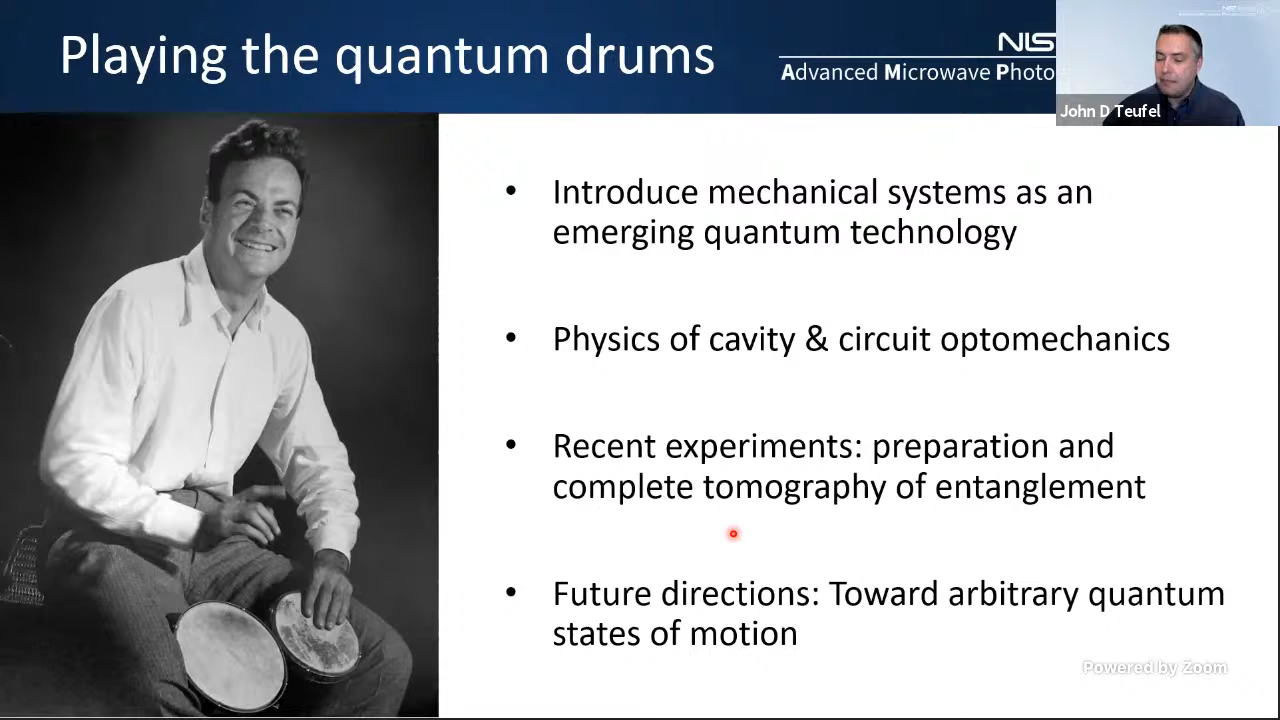 Playing the quantum drums
NIS
Advanced Microwave Photo
John D Teufel
• Introduce mechanical systems as an
emerging quantum technology
• Physics of cavity & circuit optomechanics
• Recent experiments: preparation and
complete tomography of entanglement
• Future directions: Toward arbitrary quantum
states of motion
Powered by Zoom